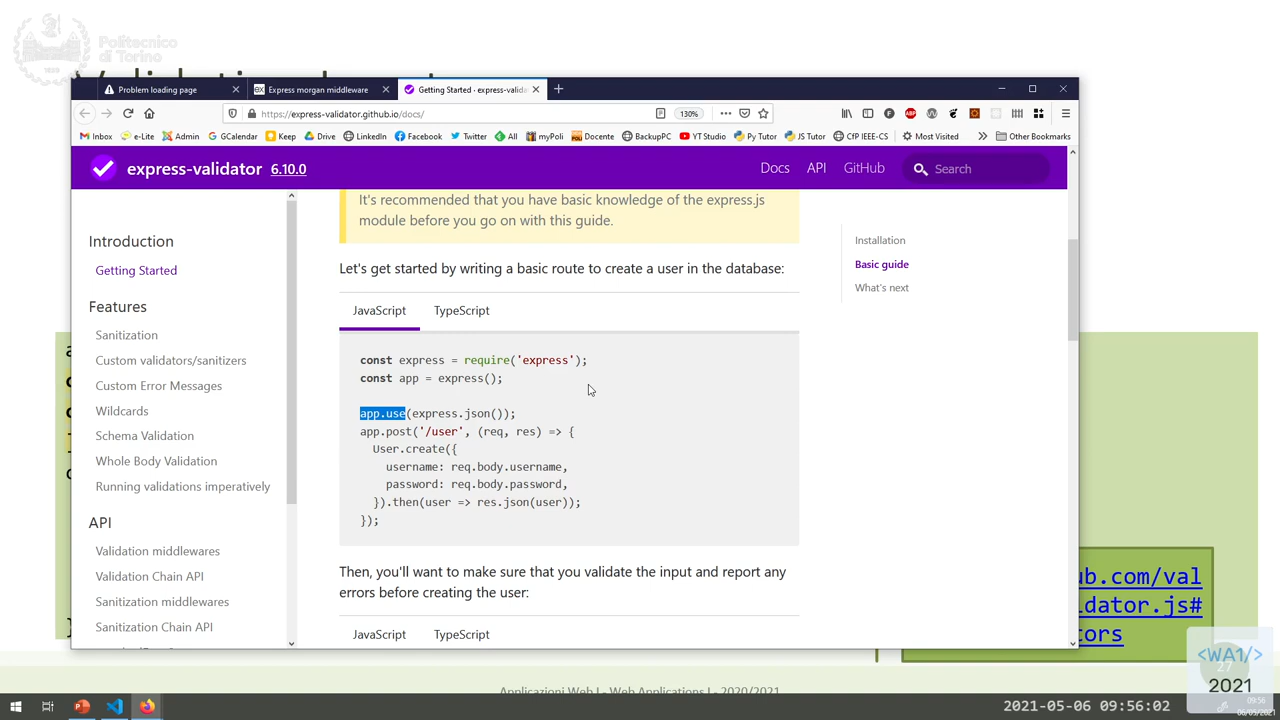 Politecnico
di Torino
Problem loading page
Express morgan middleware
Getting Started · express-valida
https://express-validator.github.io/docs/
130%
Inbox
e-Lite
Admin
GCalendar
Keep
Drive
LinkedIn
Facebook
Twitter
All
myPoli
Docente
BackupPC
YT Studio
Py Tutor
JS Tutor
CfP IEEE-CS
Most Visited
Other Bookmarks
express-validator 6.10.0
Docs
API
GitHub
Search
Introduction
Getting Started
Features
Sanitization
Custom validators/sanitizers
Custom Error Messages
Wildcards
Schema Validation
Whole Body Validation
Running validations imperatively
API
Validation middlewares
Validation Chain API
Sanitization middlewares
Sanitization Chain API
It's recommended that you have basic knowledge of the express.js
module before you go on with this guide.
Let's get started by writing a basic route to create a user in the database:
JavaScript
TypeScript
const express = require('express');
const app = express();
app.use(express.json());
app.post('/user', (req, res) => {
User.create({
username: req.body.username,
password: req.body.password,
}).then(user => res.json(user));
});
Then, you'll want to make sure that you validate the input and report any
errors before creating the user:
JavaScript
TypeScript
Installation
Basic guide
What's next
ub.com/val
idator.js#
tors
Applicazioni Web I - Web Applications I - 2020/2021
<WA1/>
27
2021
2021-05-06 09:56:02
09:56
06/05/2021